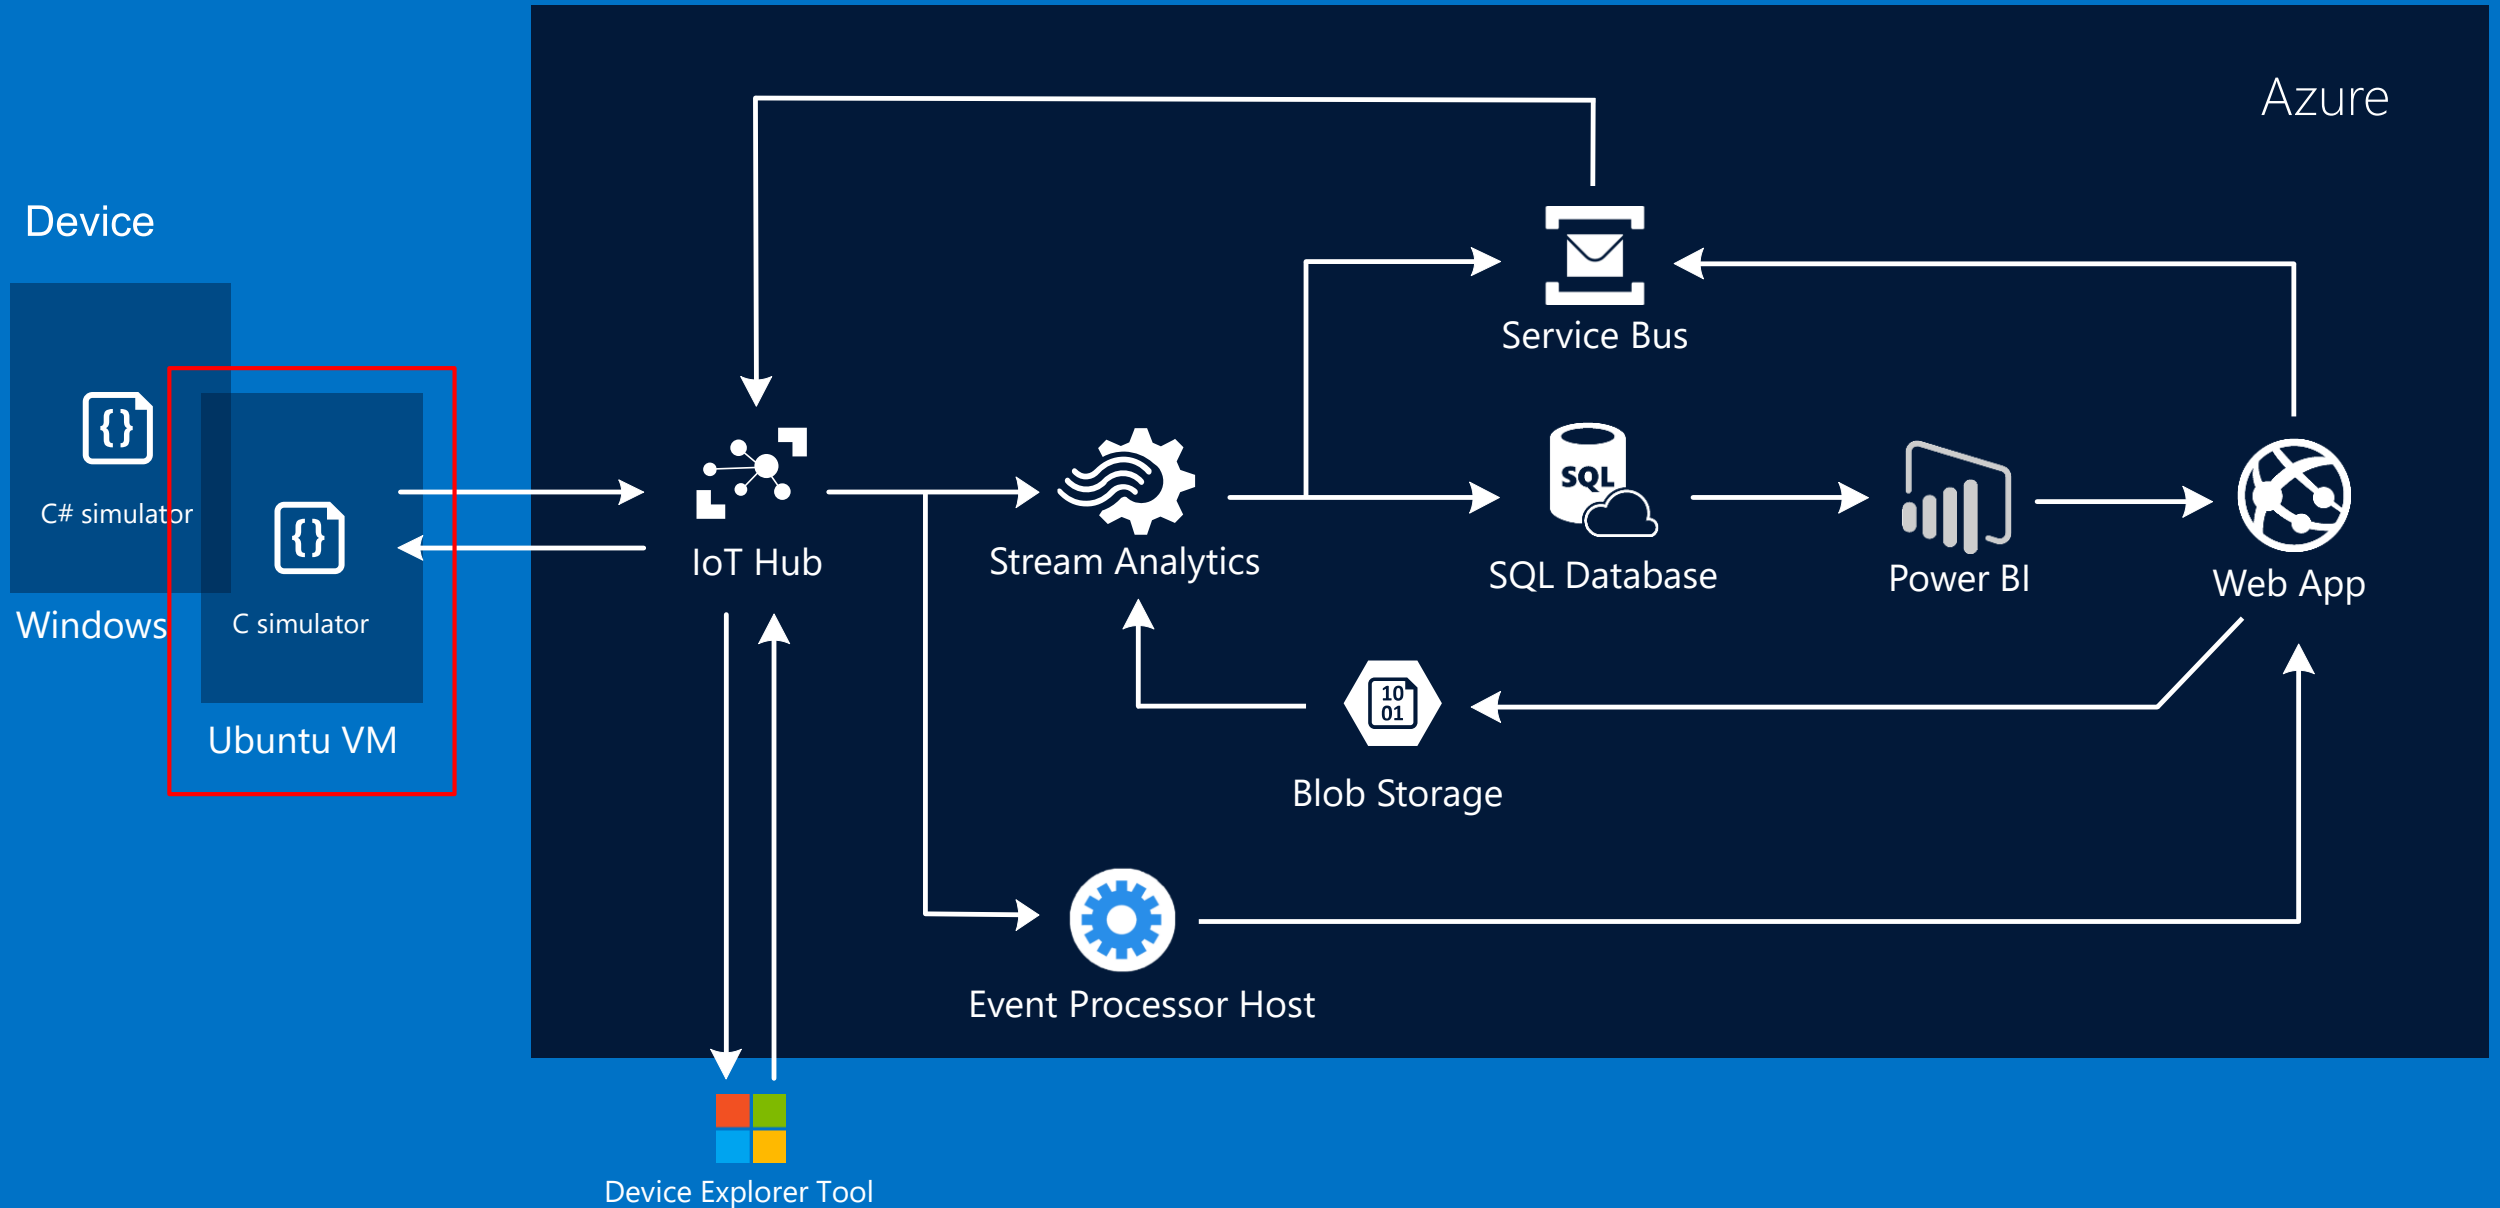 Azure
Device
Service Bus
C# simulator
IoT Hub
Stream Analytics
SQL
SQL Database
Power BI
Web App
Windows
C simulator
Ubuntu VM
10
01
Blob Storage
Event Processor Host
Device Explorer Tool